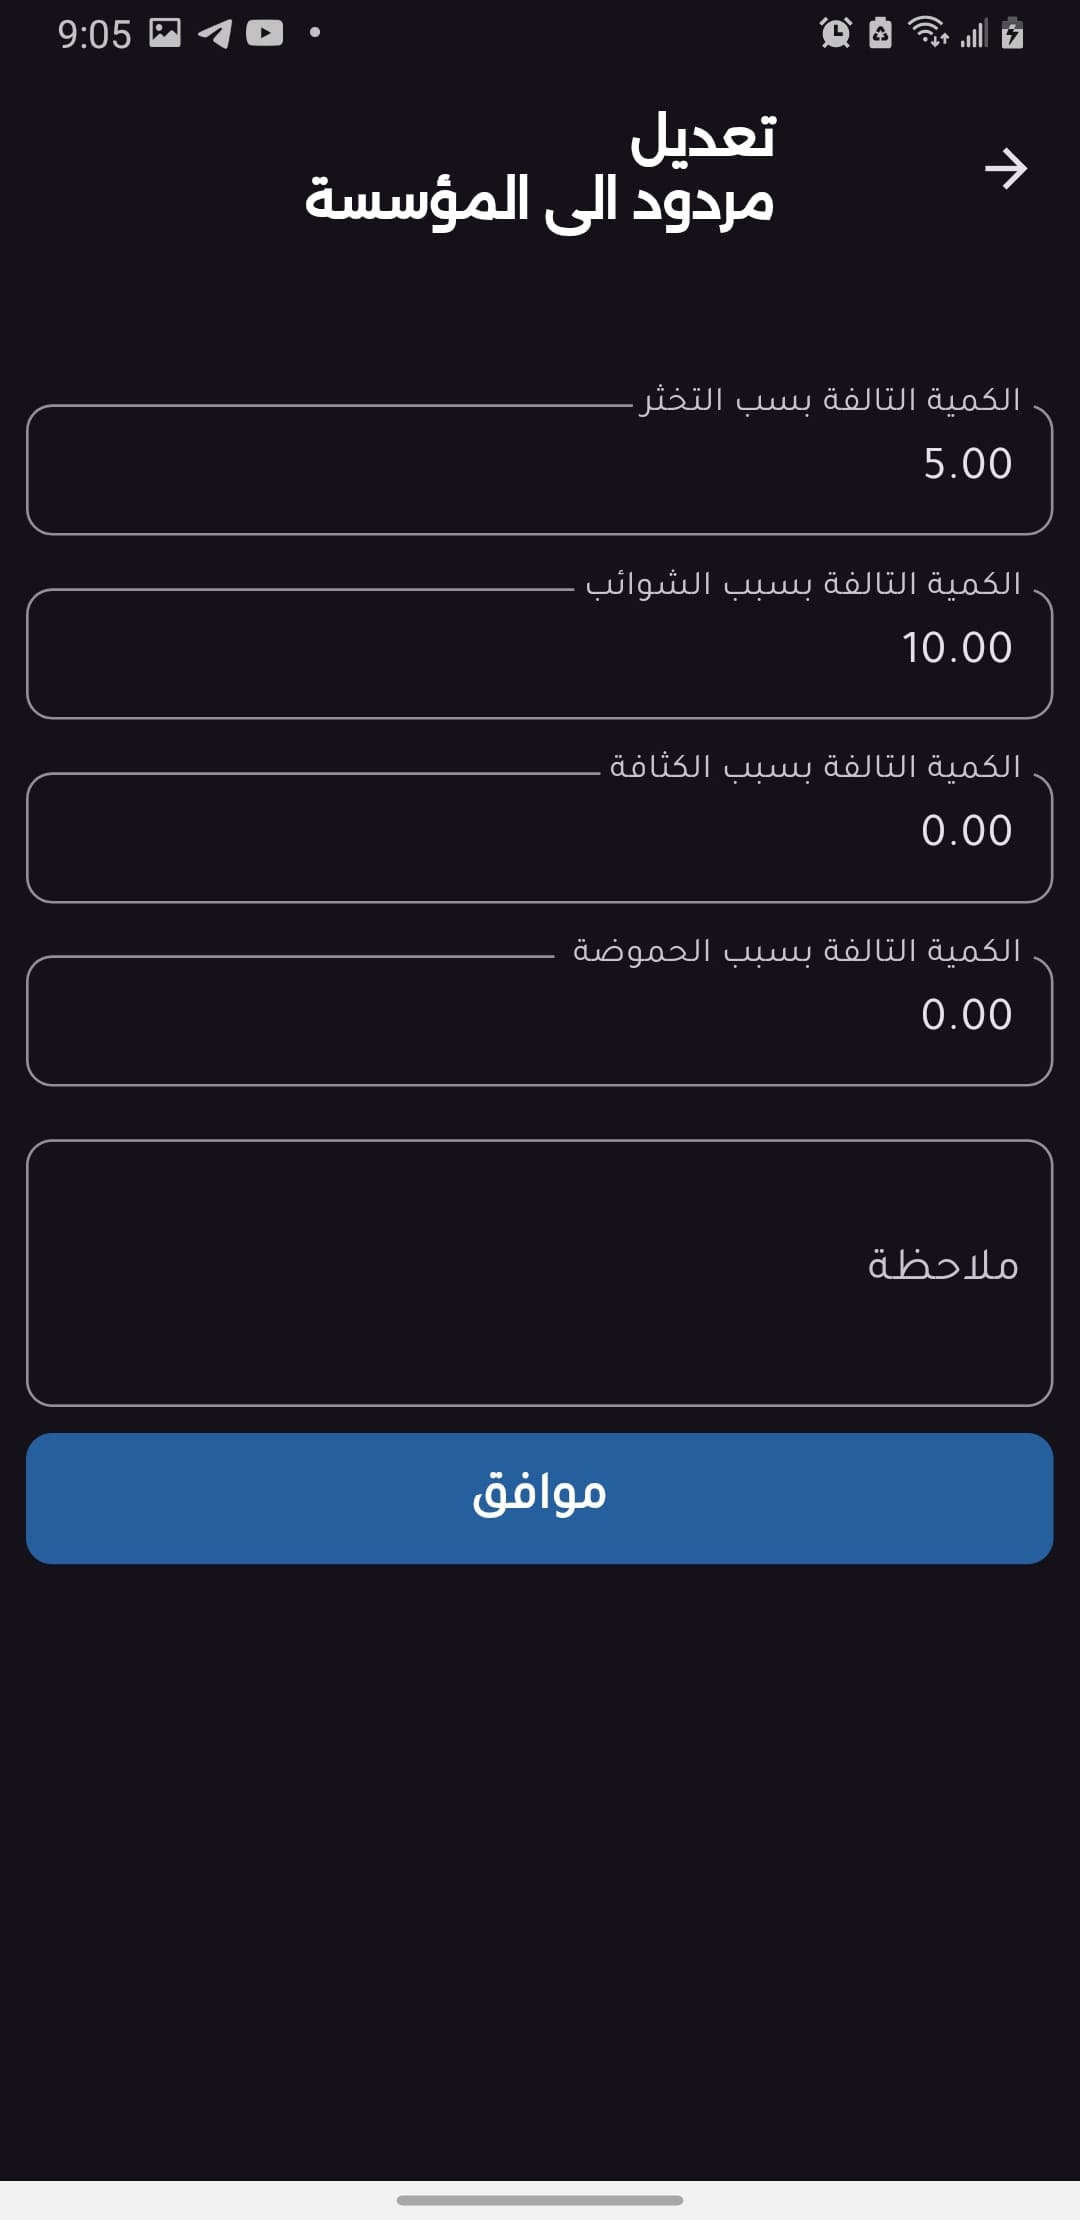 9:05
تعديل
مردود الى المؤسسة
الكمية التالفة بسب التخثر
5.00
الكمية التالفة بسبب الشوائب
10.00
الكمية التالفة بسبب الكثافة
0.00
الكمية التالفة بسبب الحموضة
0.00
ملاحظة
موافق